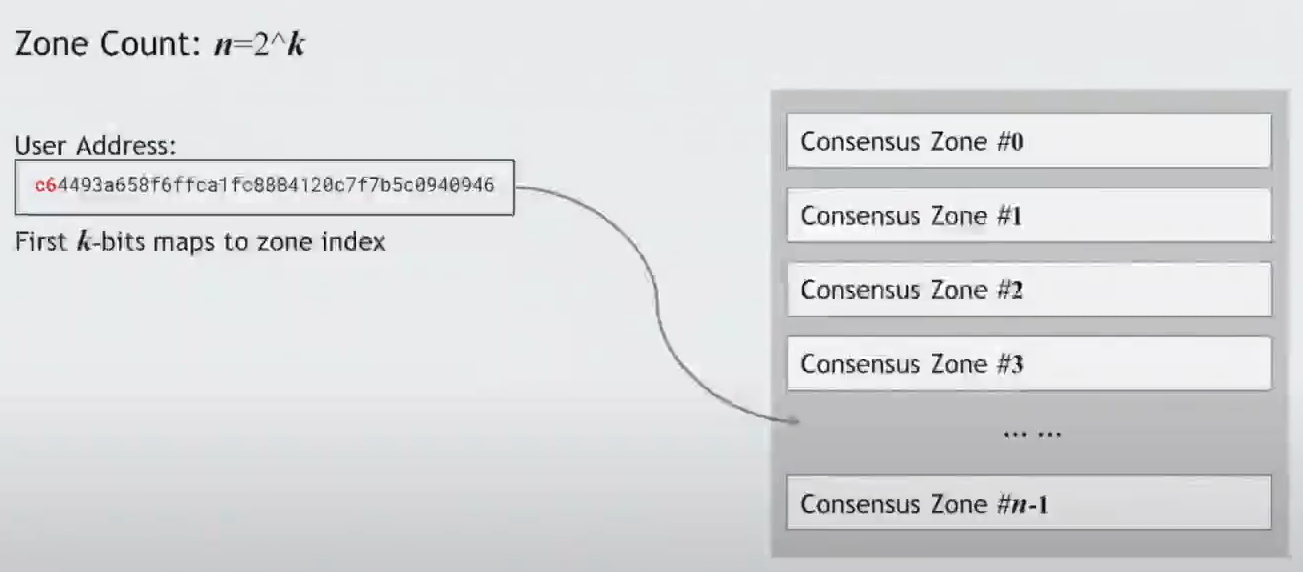 Zone Count: n=2^k
User Address:
c64493a658f6ffca1fc8884120c7f7b5c0940946
First k-bits maps to zone index
Consensus Zone #0
Consensus Zone #1
Consensus Zone #2
Consensus Zone #3
... ...
Consensus Zone #n-1